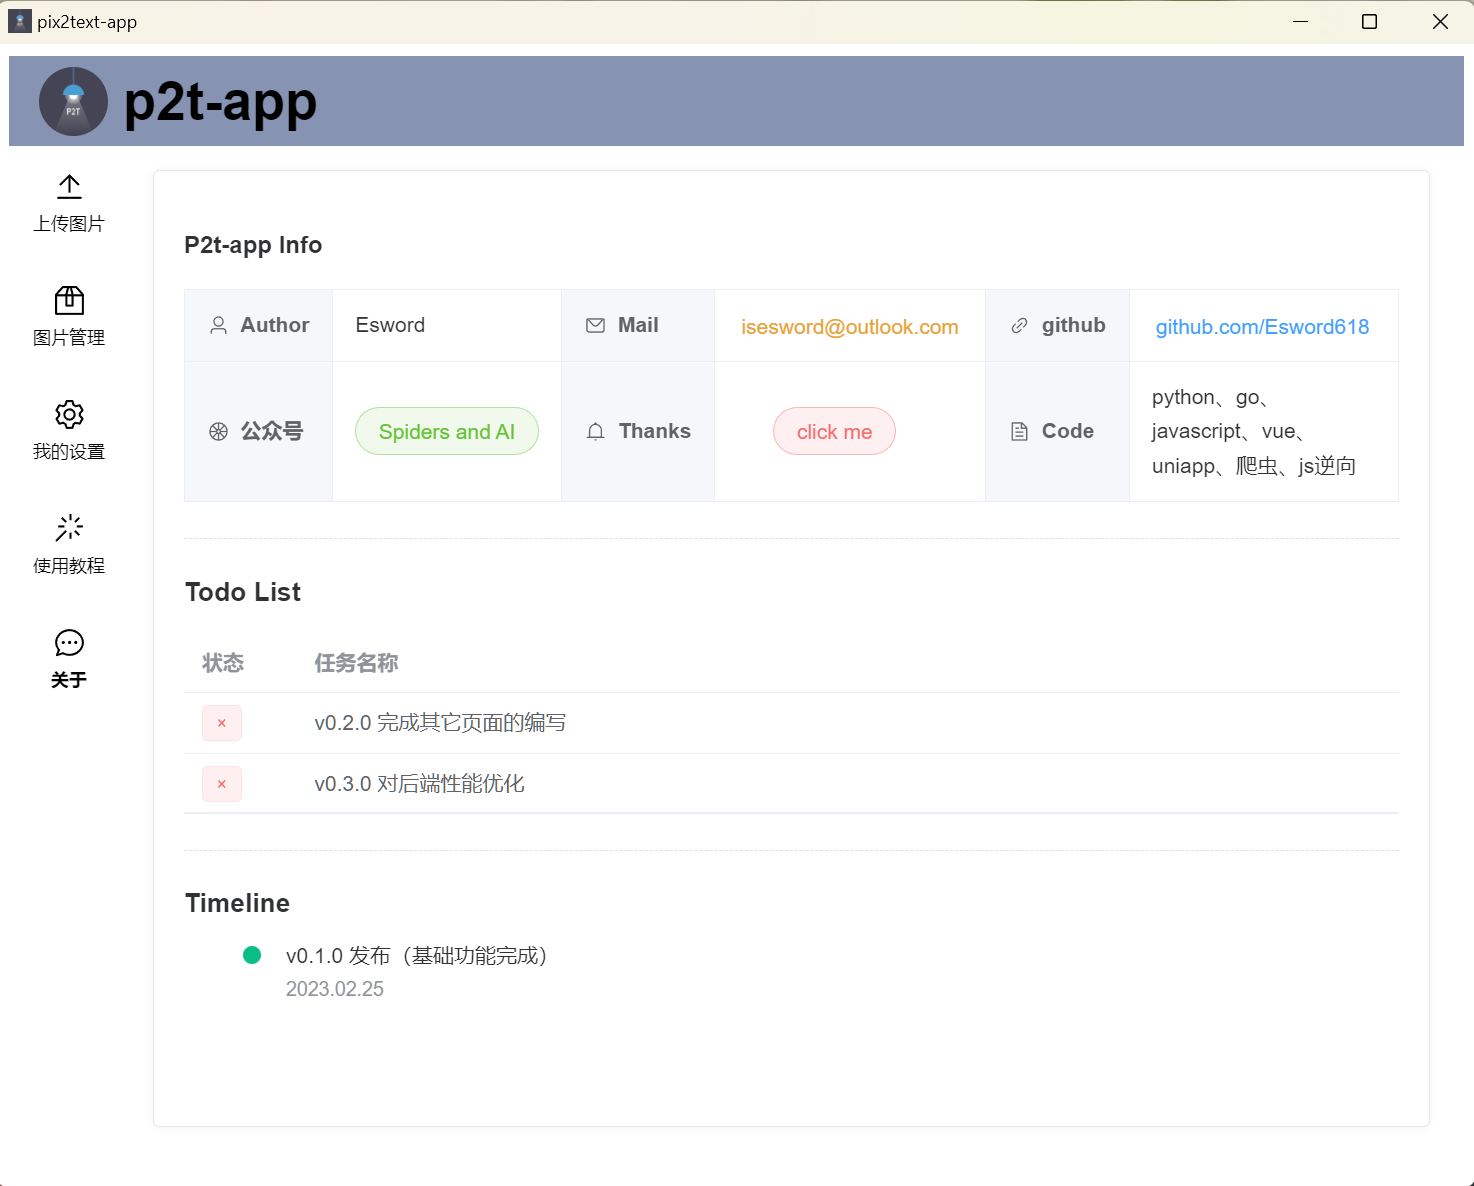 pix2text-app
P2T
p2t-app
上传图片
图片管理
我的设置
使用教程
关于
P2t-app Info
Author
Esword
Mail
isesword@outlook.com
github
github.com/Esword618
公众号
Spiders and AI
Thanks
click me
Code
python、go、
javascript、vue、
uniapp、爬虫、js逆向
Todo List
状态
任务名称
v0.2.0 完成其它页面的编写
v0.3.0 对后端性能优化
Timeline
v0.1.0 发布（基础功能完成）
2023.02.25